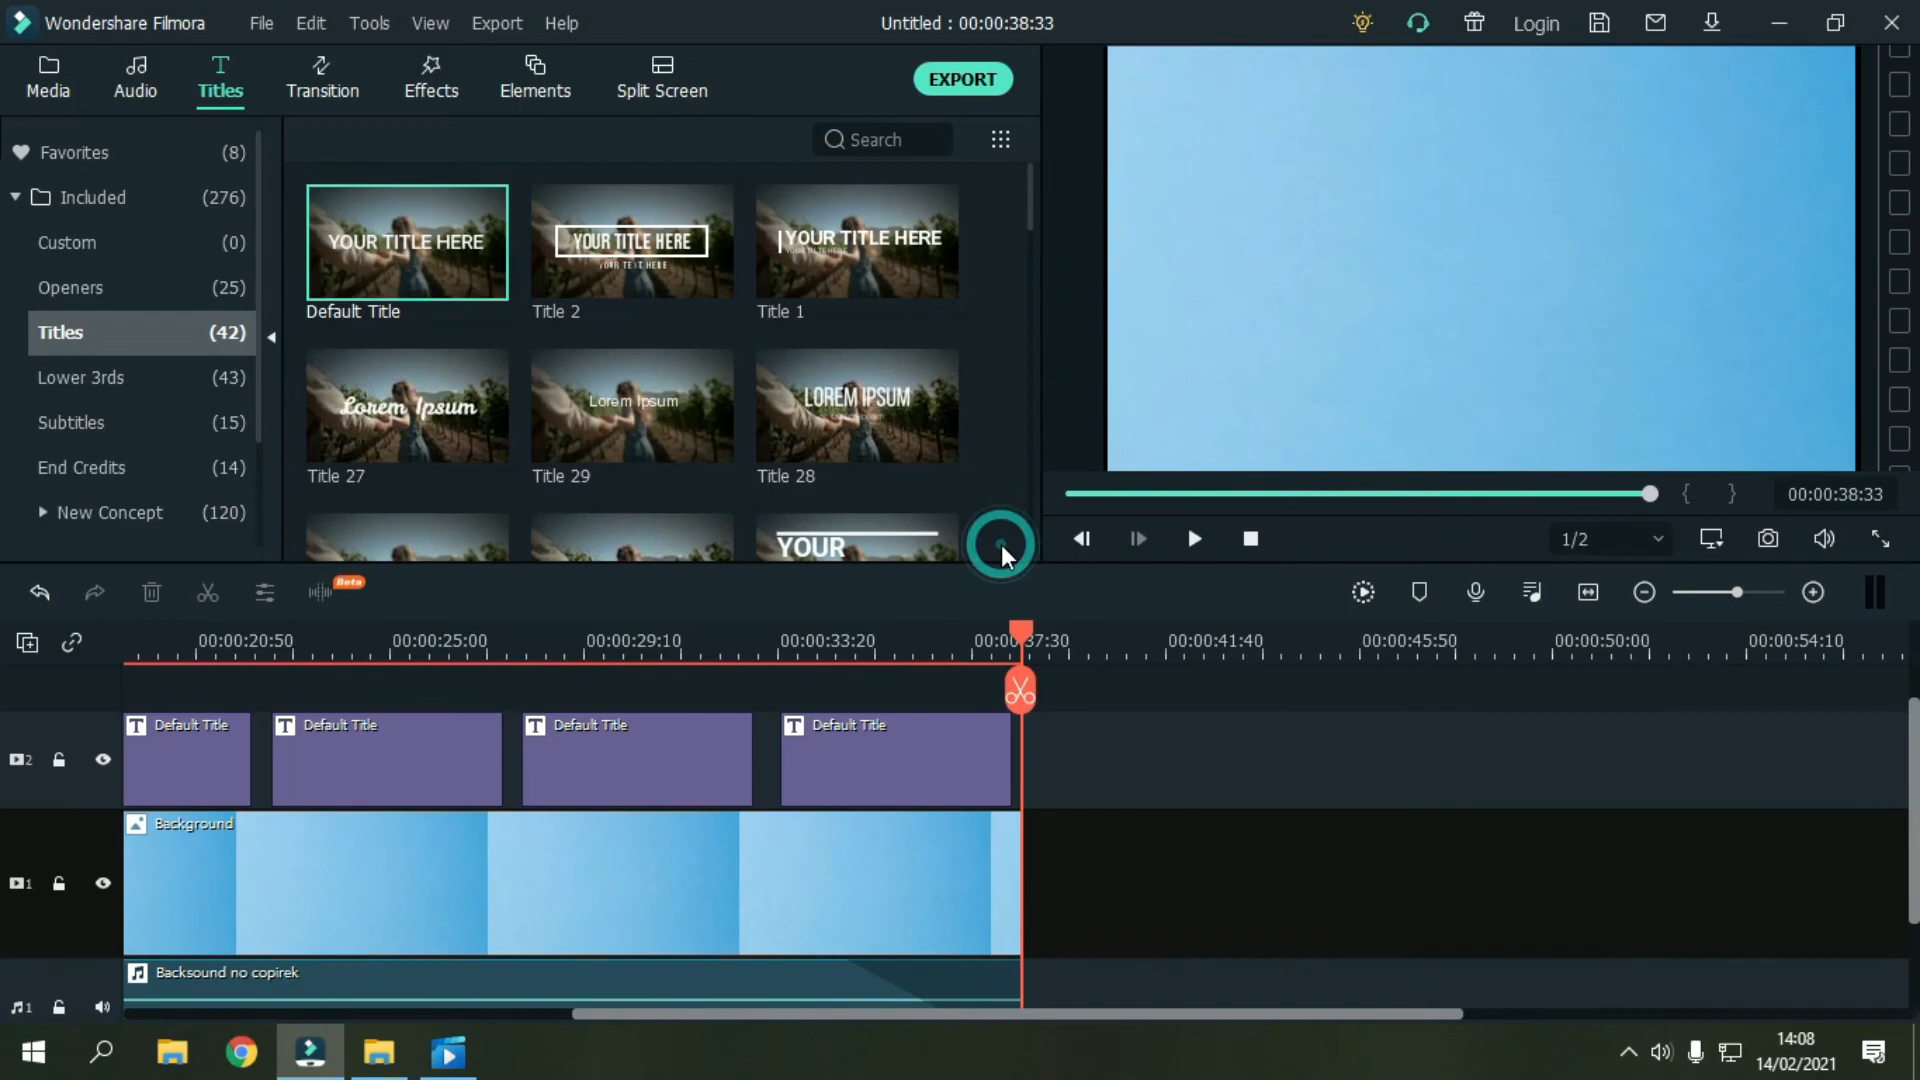 Wondershare Filmora File Edit Tools View Export Help Untitled : 00:00:38:33 Login
Media Audio Titles Transition Effects Elements Split Screen EXPORT
Search
Favorites (8)
Included (276)
Custom (0)
Openers (25)
Titles (42)
Lower 3rds (43)
Subtitles (15)
End Credits (14)
New Concept (120)
YOUR TITLE HERE
Default Title
YOUR TITLE HERE
YOUR TEXT HERE
Title 2
YOUR TITLE HERE
Title 1
Lorem Ipsum
Title 27
Lorem Ipsum
Title 29
LOREM IPSUM
Title 28
YOUR
{ } 00:00:38:33
1/2
Beta
00:00:20:50 00:00:25:00 00:00:29:10 00:00:33:20 00:00:37:30 00:00:41:40 00:00:45:50 00:00:50:00 00:00:54:10
T Default Title T Default Title T Default Title T Default Title
2
Background
1
Backsound no copirek
1
14:08
14/02/2021